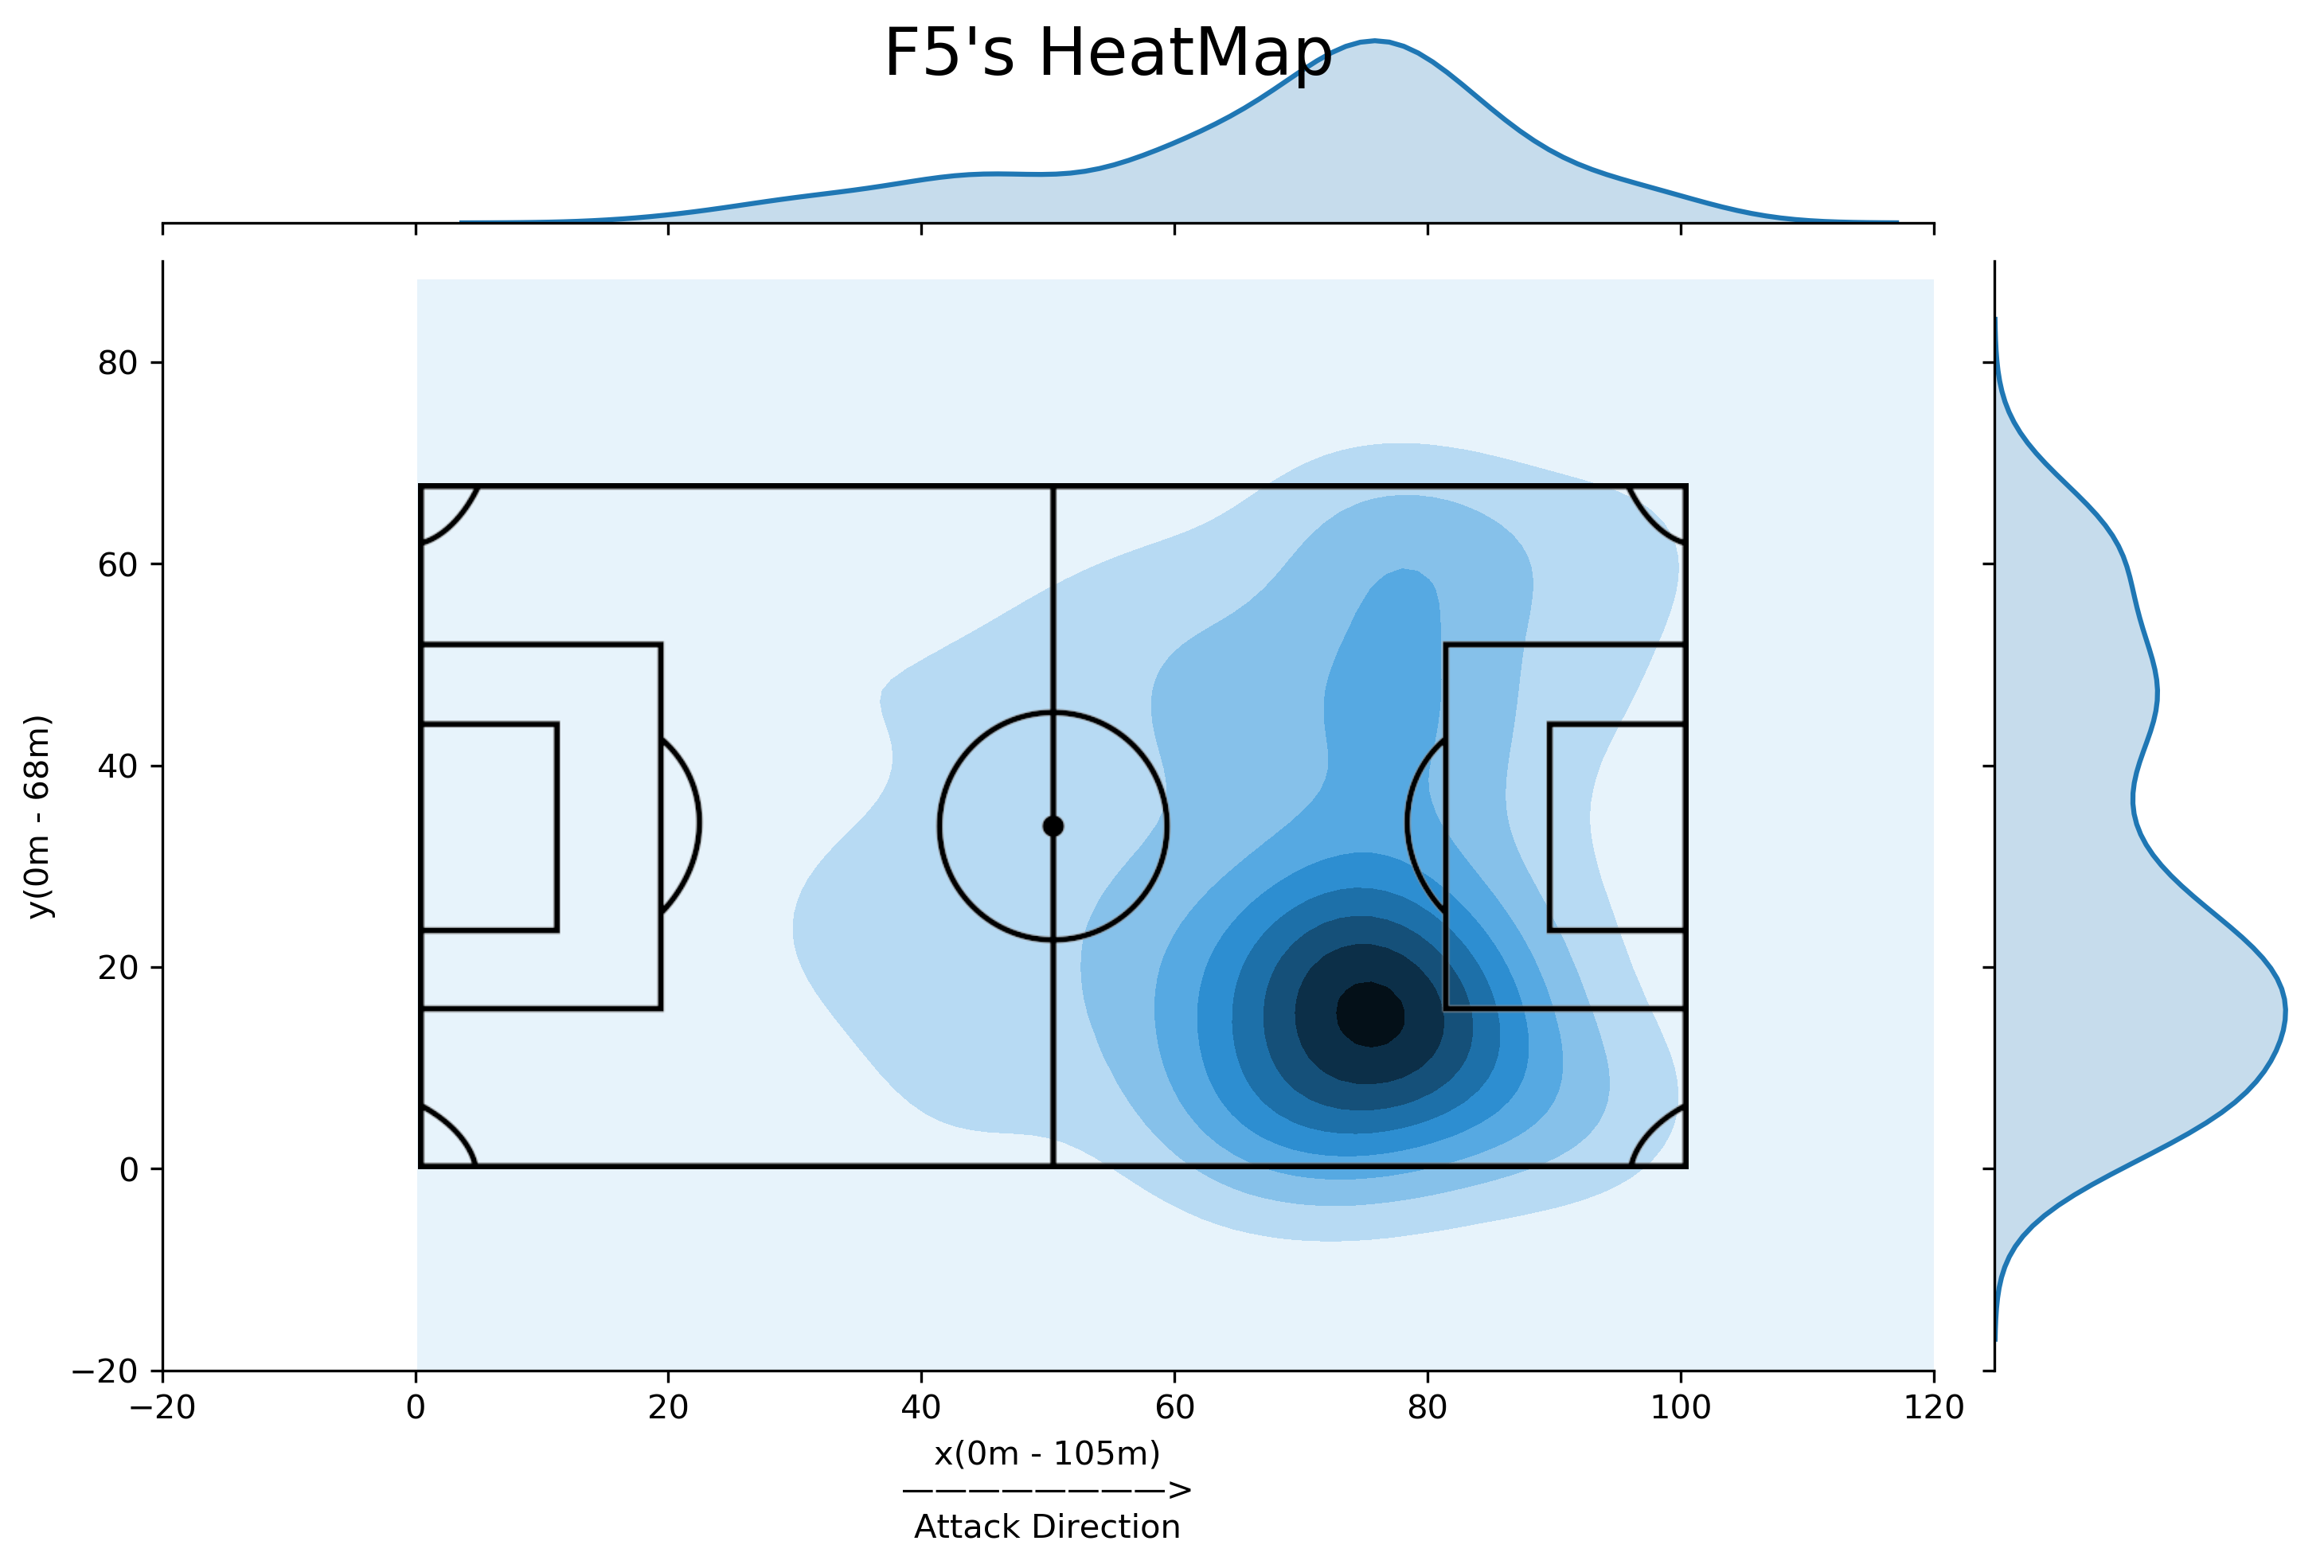 F5's HeatMap
80
60
40
20
0
−20
y(0m - 68m)
−20 0 20 40 60 80 100 120
x(0m - 105m)
————————>
Attack Direction